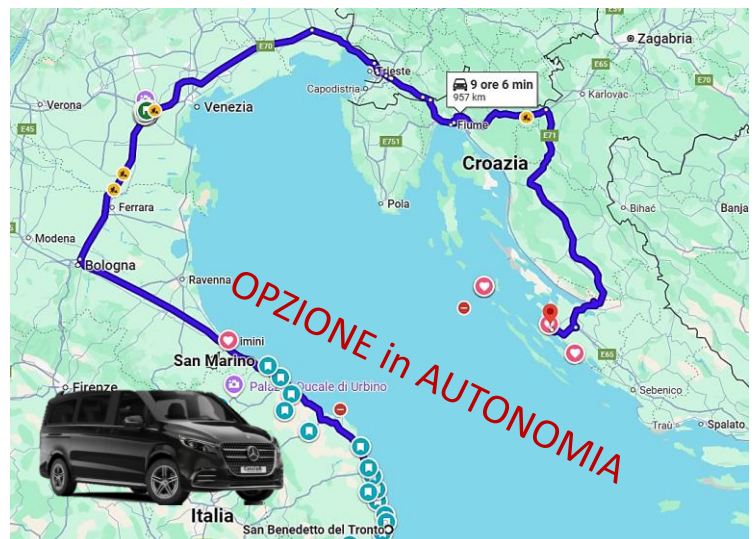 Zagabria
E65
E70
Verona
Venezia
Trieste
Capodistria
9 ore 6 min
957 km
Karlovac
E45
Fiume
E71
E751
Croazia
Pola
Bihać
Banja
Ferrara
Modena
Bologna
Ravenna
OPZIONE in AUTONOMIA
imini
San Marino
E65
Firenze
Palazzo Ducale di Urbino
Sebenico
Traù
Spalato
Italia
San Benedetto del Tronto